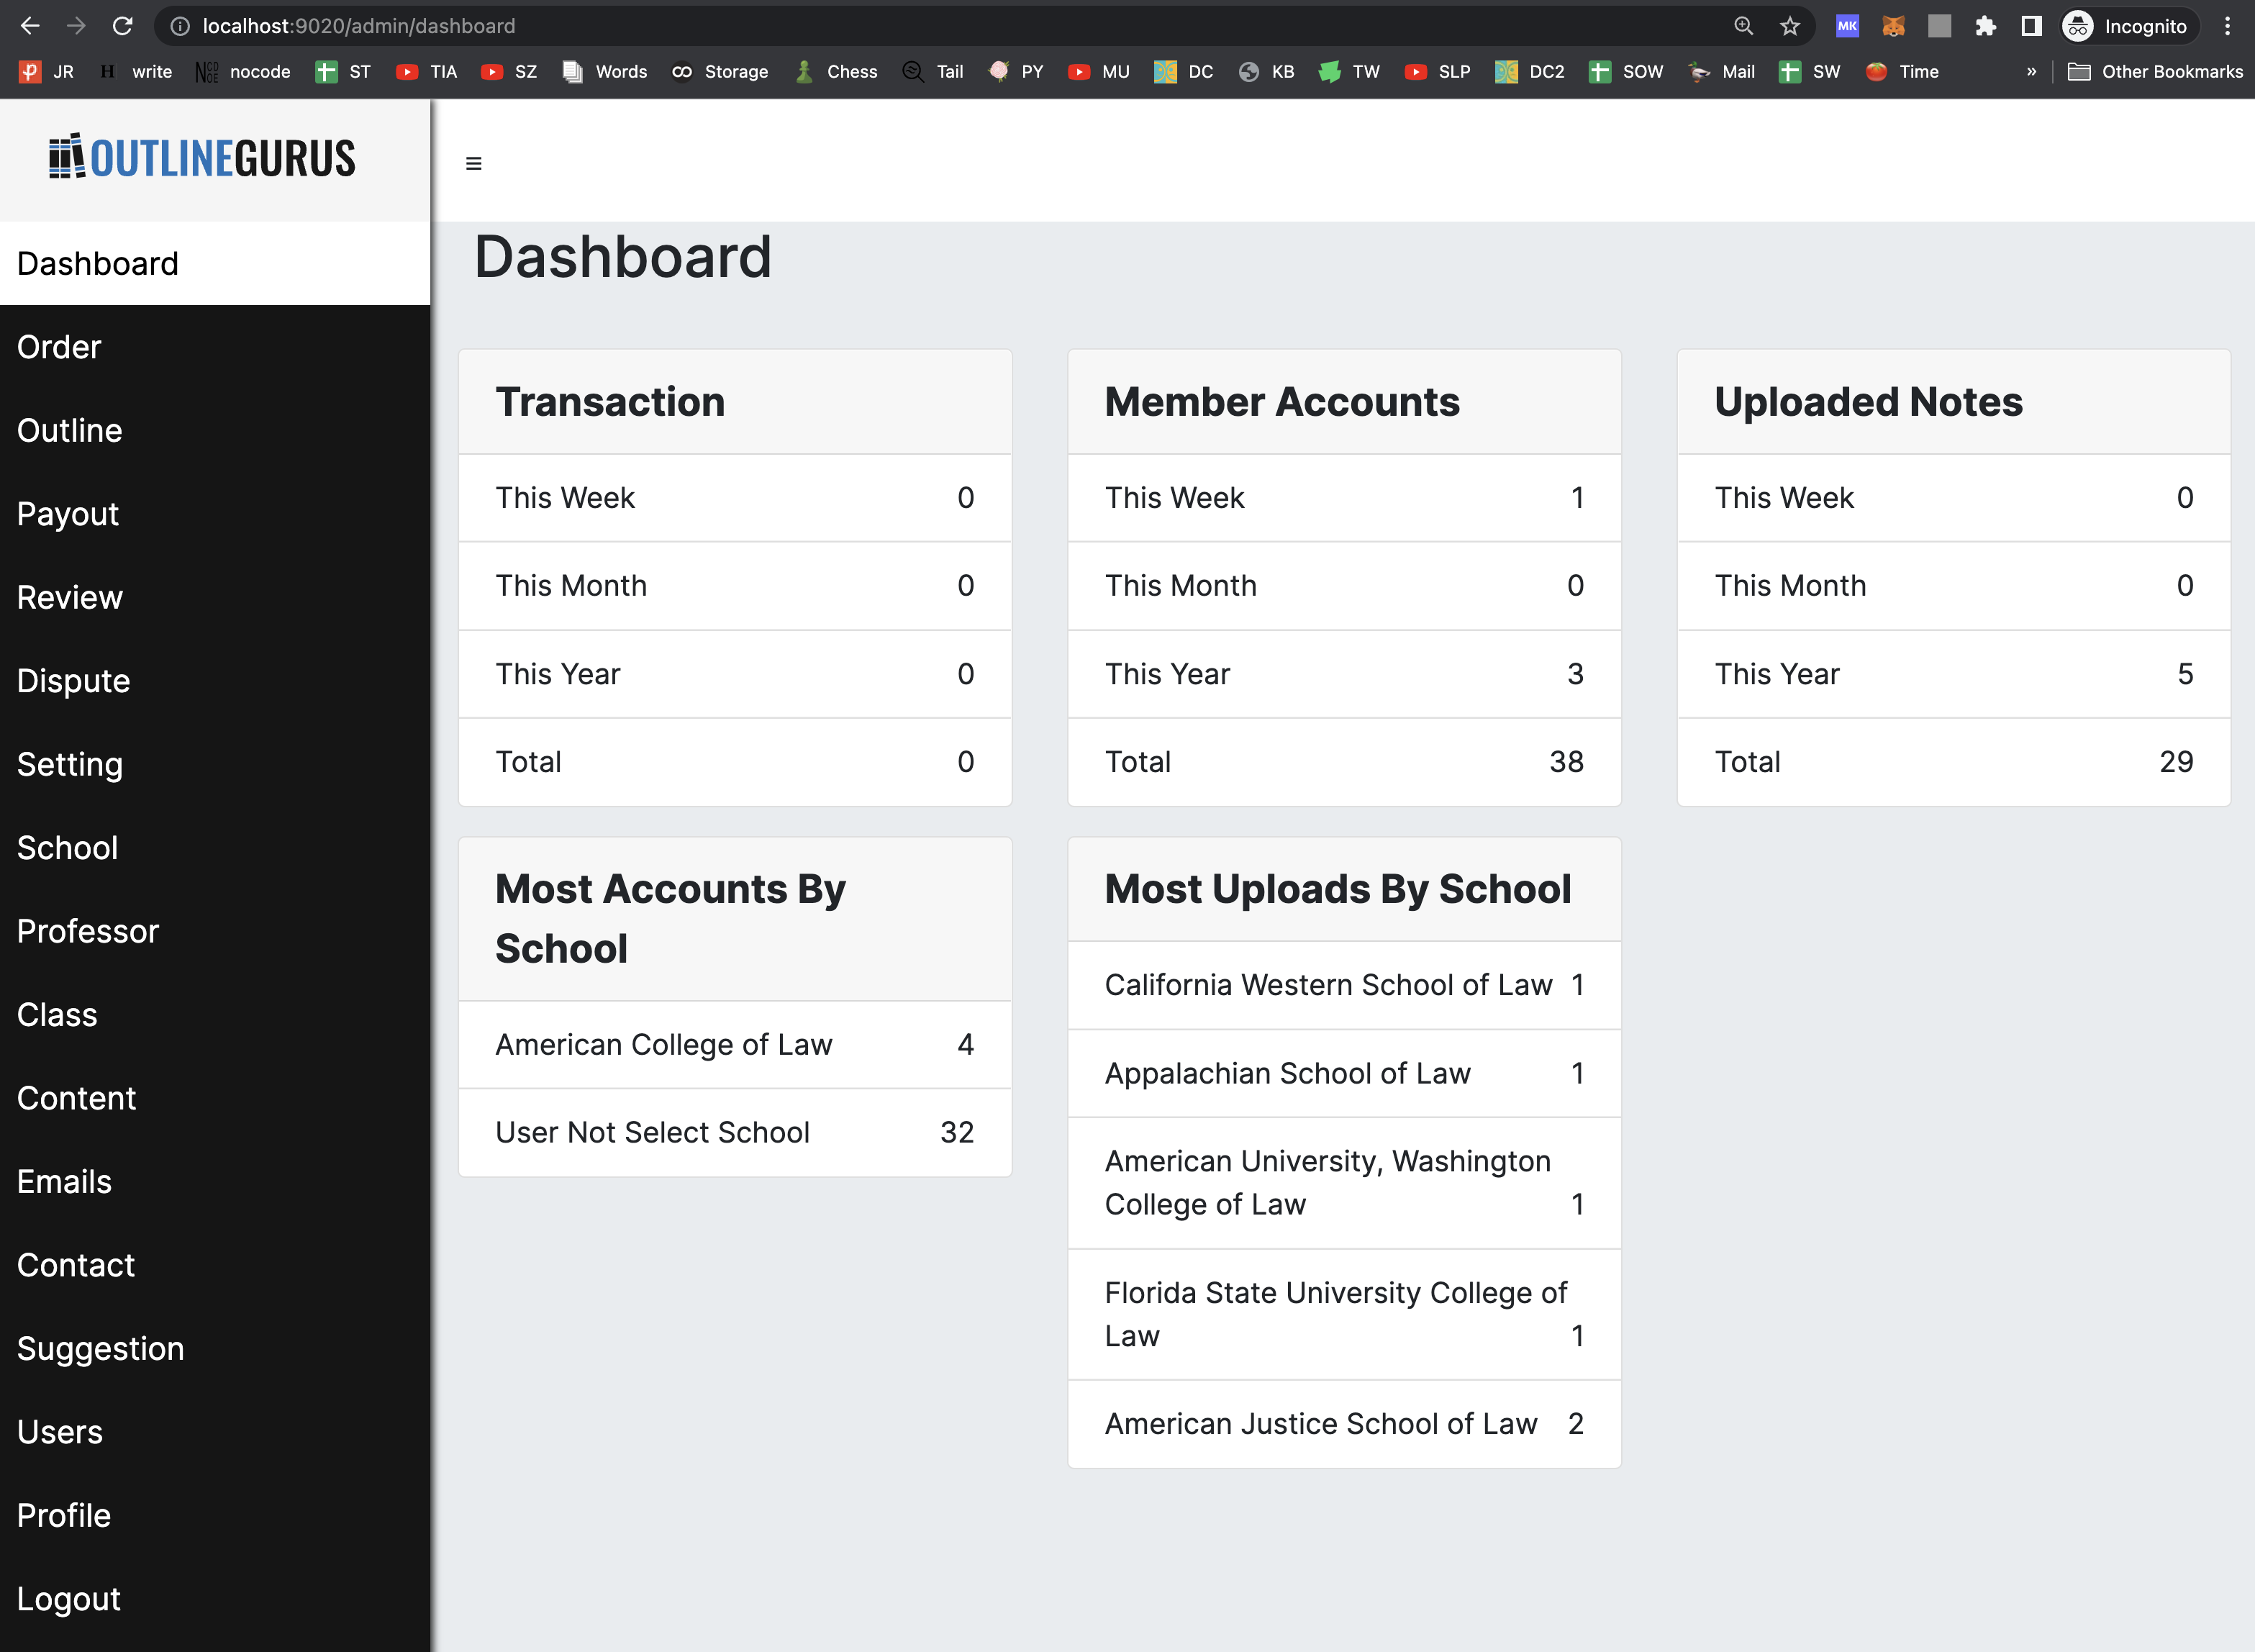 localhost:9020/admin/dashboard
MK
Incognito
JR
H write
NCDE nocode
ST
TIA
SZ
Words
Storage
Chess
Tail
PY
MU
DC
KB
TW
SLP
DC2
SOW
Mail
SW
Time
»
Other Bookmarks
OUTLINEGURUS
Dashboard
Order
Outline
Payout
Review
Dispute
Setting
School
Professor
Class
Content
Emails
Contact
Suggestion
Users
Profile
Logout
Dashboard
Transaction
This Week 0
This Month 0
This Year 0
Total 0
Member Accounts
This Week 1
This Month 0
This Year 3
Total 38
Uploaded Notes
This Week 0
This Month 0
This Year 5
Total 29
Most Accounts By
School
American College of Law 4
User Not Select School 32
Most Uploads By School
California Western School of Law 1
Appalachian School of Law 1
American University, Washington
College of Law 1
Florida State University College of
Law 1
American Justice School of Law 2